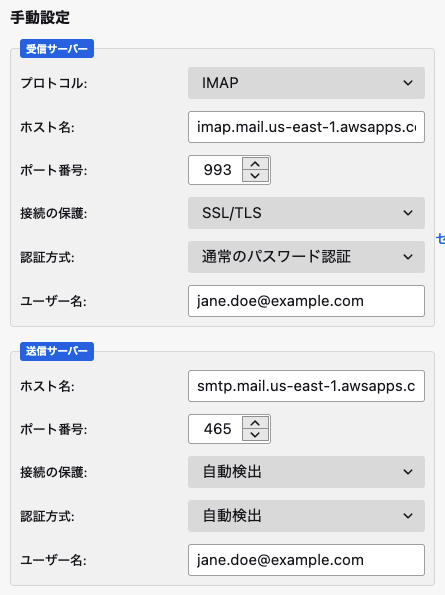 手動設定
受信サーバー
プロトコル: IMAP
ホスト名: imap.mail.us-east-1.awsapps.c
ポート番号: 993
接続の保護: SSL/TLS
認証方式: 通常のパスワード認証
ユーザー名: jane.doe@example.com
送信サーバー
ホスト名: smtp.mail.us-east-1.awsapps.c
ポート番号: 465
接続の保護: 自動検出
認証方式: 自動検出
ユーザー名: jane.doe@example.com